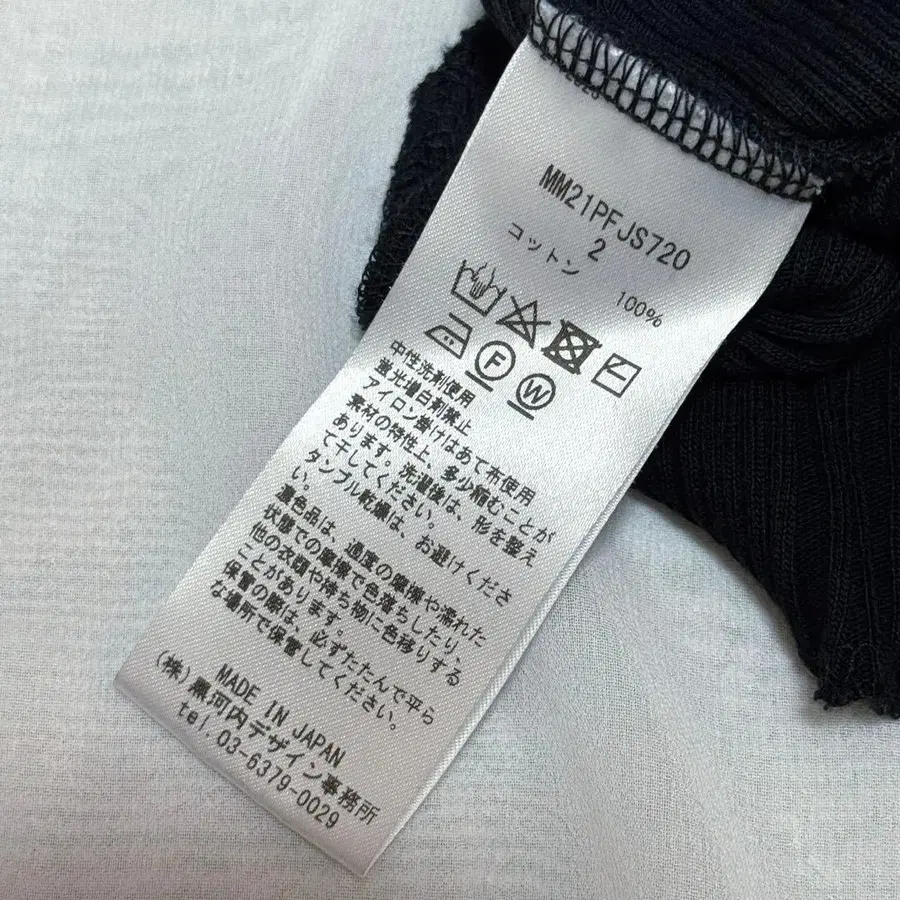 MM21PFJS720
2
コットン 100%
F W
中性洗剤使用
蛍光増白剤禁止
アイロン掛けはあて布使用
素材の特性上、多少縮むことが
あります。洗濯後は、形を整え
て干してください。
タンブル乾燥は、お避けくださ
い。
濃色品は、過度の摩擦や濡れた
状態での摩擦で色落ちしたり、
他の衣類や持ち物に色移りする
ことがあります。
保管の際は、必ずたたんで平ら
な場所で保管してください。
MADE IN JAPAN
(株)黒河内デザイン事務所
tel.03-6379-0029